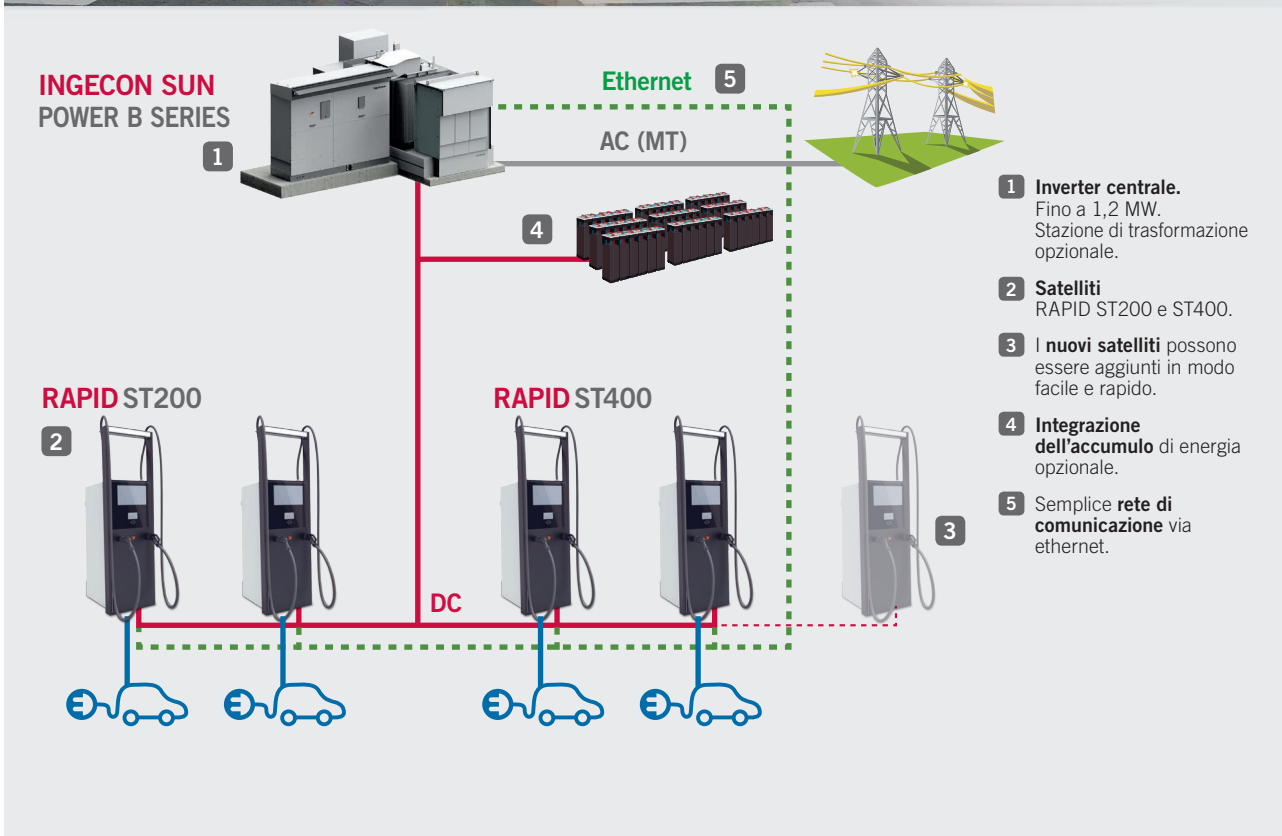 INGECON SUN
POWER B SERIES
1
Ethernet 5
AC (MT)
4
RAPID ST200
2
RAPID ST400
3
DC
1 Inverter centrale.
Fino a 1,2 MW.
Stazione di trasformazione
opzionale.
2 Satelliti
RAPID ST200 e ST400.
3 I nuovi satelliti possono
essere aggiunti in modo
facile e rapido.
4 Integrazione
dell'accumulo di energia
opzionale.
5 Semplice rete di
comunicazione via
ethernet.